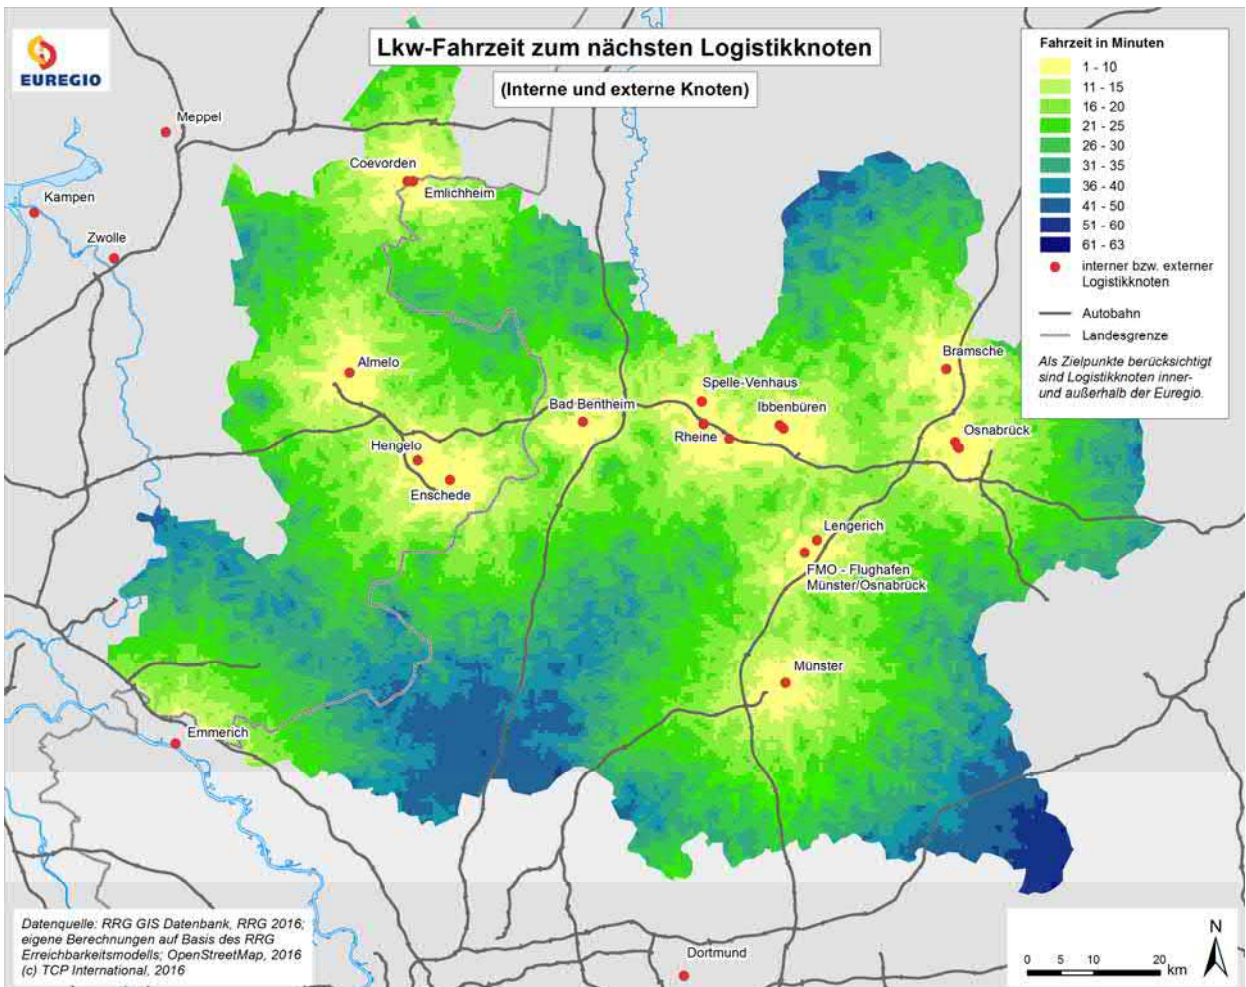 Lkw-Fahrzeit zum nächsten Logistikknoten
(Interne und externe Knoten)
EUREGIO
Fahrzeit in Minuten
1 - 10
11 - 15
16 - 20
21 - 25
26 - 30
31 - 35
36 - 40
41 - 50
51 - 60
61 - 63
interner bzw. externer
Logistikknoten
Autobahn
Landesgrenze
Als Zielpunkte berücksichtigt
sind Logistikknoten inner-
und außerhalb der Euregio.
Meppel
Coevorden
Emlichheim
Kampen
Zwolle
Almelo
Bramsche
Spelle-Venhaus
Bad Bentheim
Ibbenbüren
Rheine
Osnabrück
Hengelo
Enschede
Lengerich
FMO - Flughafen
Münster/Osnabrück
Münster
Emmerich
Dortmund
Datenquelle: RRG GIS Datenbank, RRG 2016;
eigene Berechnungen auf Basis des RRG
Erreichbarkeitsmodells; OpenStreetMap, 2016
(c) TCP International, 2016
N
0 5 10 20
km